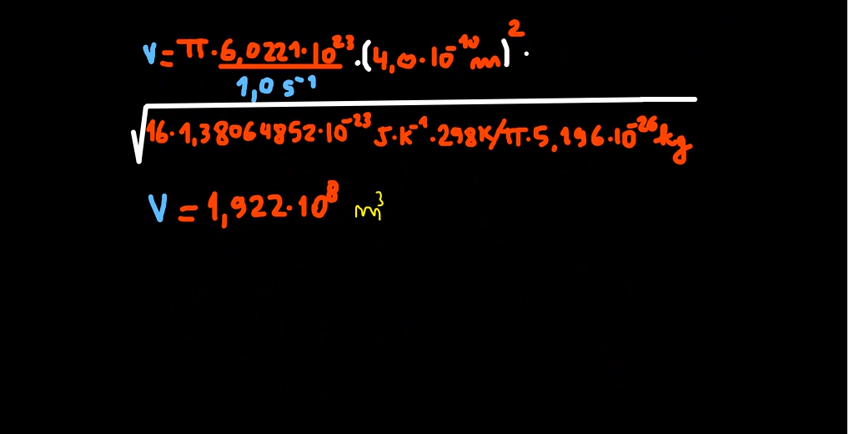 V = π · 6,0221 · 10²³ / 1,0 s⁻¹ · (4,0 · 10⁻¹⁰ m)² ·
√16 · 1,38064852 · 10⁻²³ J · K⁻¹ · 298K/π · 5,196 · 10⁻²⁶ kg
V = 1,922 · 10⁸ m³